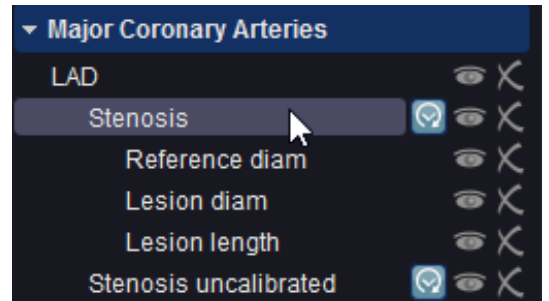 Major Coronary Arteries
LAD
Stenosis
Reference diam
Lesion diam
Lesion length
Stenosis uncalibrated